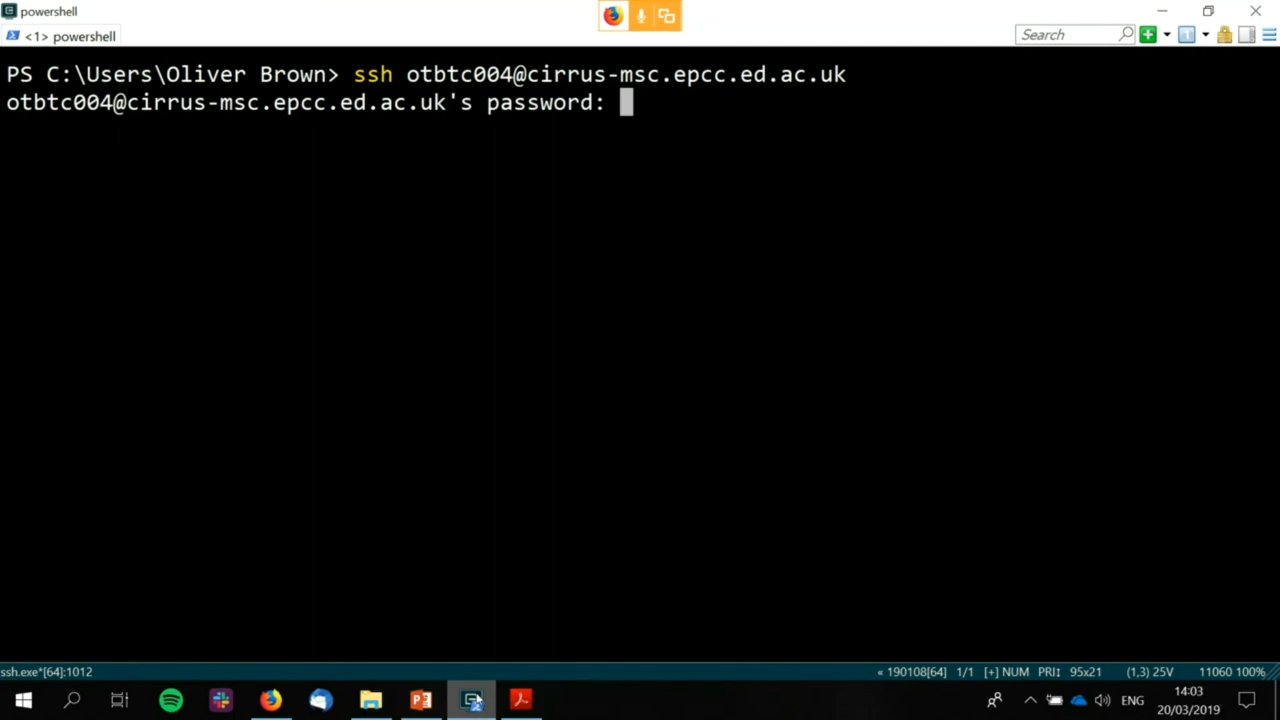 powershell
<1> powershell
Search
PS C:\Users\Oliver Brown> ssh otbtc004@cirrus-msc.epcc.ed.ac.uk
otbtc004@cirrus-msc.epcc.ed.ac.uk's password:
ssh.exe*[64]:1012
« 190108[64] 1/1 [+] NUM PRI↕ 95x21 (1,3) 25V 11060 100%
ENG
14:03
20/03/2019